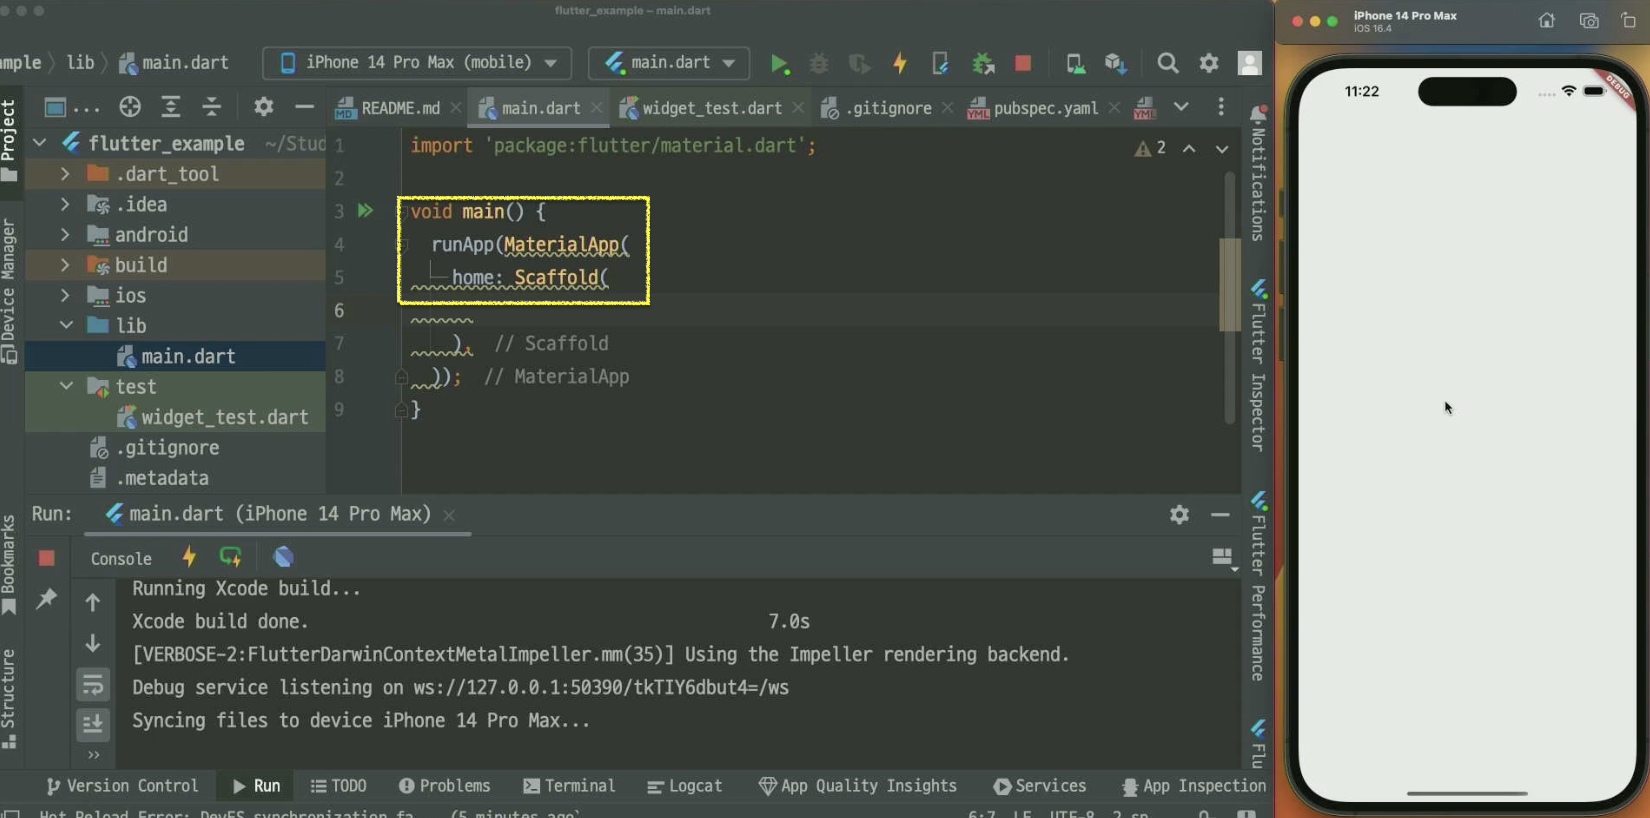 flutter_example – main.dart
mple lib main.dart
iPhone 14 Pro Max (mobile)
main.dart
iPhone 14 Pro Max
iOS 16.4
Project
Device Manager
Bookmarks
Structure
flutter_example ~/Stud
.dart_tool
.idea
android
build
ios
lib
main.dart
test
widget_test.dart
.gitignore
.metadata
README.md
main.dart
widget_test.dart
.gitignore
pubspec.yaml
1 import 'package:flutter/material.dart';
2
3 void main() {
4 runApp(MaterialApp(
5 home: Scaffold(
6
7 ), // Scaffold
8 )); // MaterialApp
9 }
2
Notifications
Flutter Inspector
Flutter Performance
Flu
11:22
DEBUG
Run: main.dart (iPhone 14 Pro Max)
Console
Running Xcode build...
Xcode build done. 7.0s
[VERBOSE-2:FlutterDarwinContextMetalImpeller.mm(35)] Using the Impeller rendering backend.
Debug service listening on ws://127.0.0.1:50390/tkTIY6dbut4=/ws
Syncing files to device iPhone 14 Pro Max...
Version Control Run TODO Problems Terminal Logcat App Quality Insights Services App Inspection
Hot Reload Error: DevFS synchronization fa... (5 minutes ago) 6:7 LF UTF-8 2 sp